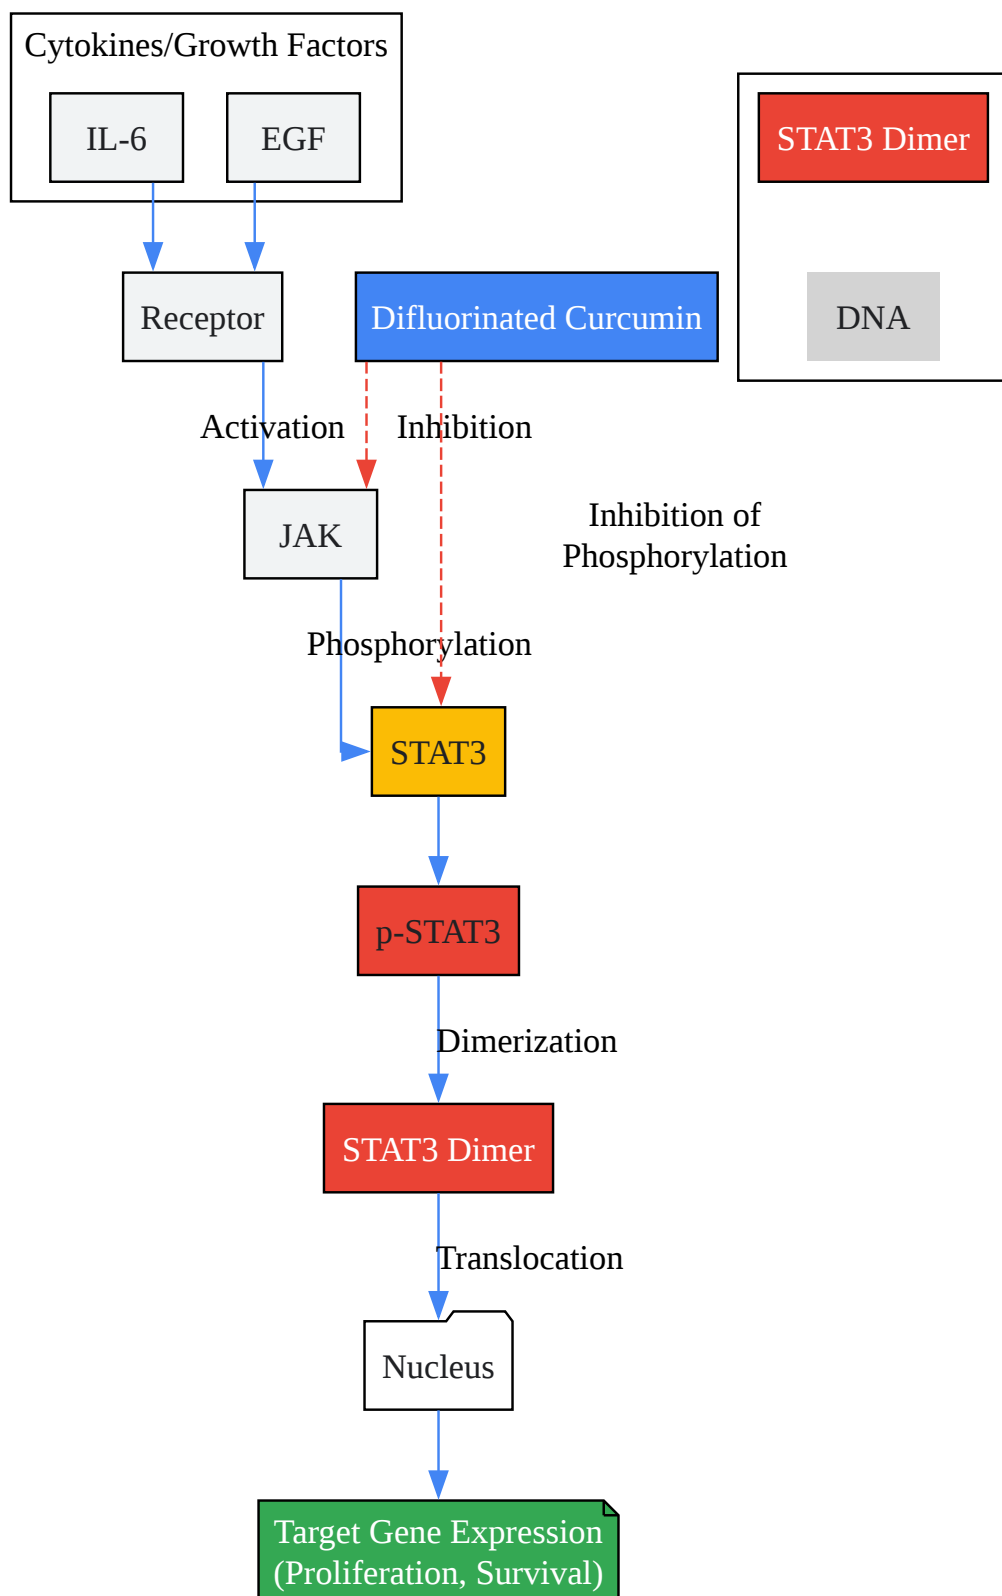 Cytokines/Growth Factors
IL-6
EGF
STAT3 Dimer
Receptor
Difluorinated Curcumin
DNA
Activation
Inhibition
JAK
Inhibition of
Phosphorylation
Phosphorylation
STAT3
p-STAT3
Dimerization
STAT3 Dimer
Translocation
Nucleus
Target Gene Expression
(Proliferation, Survival)